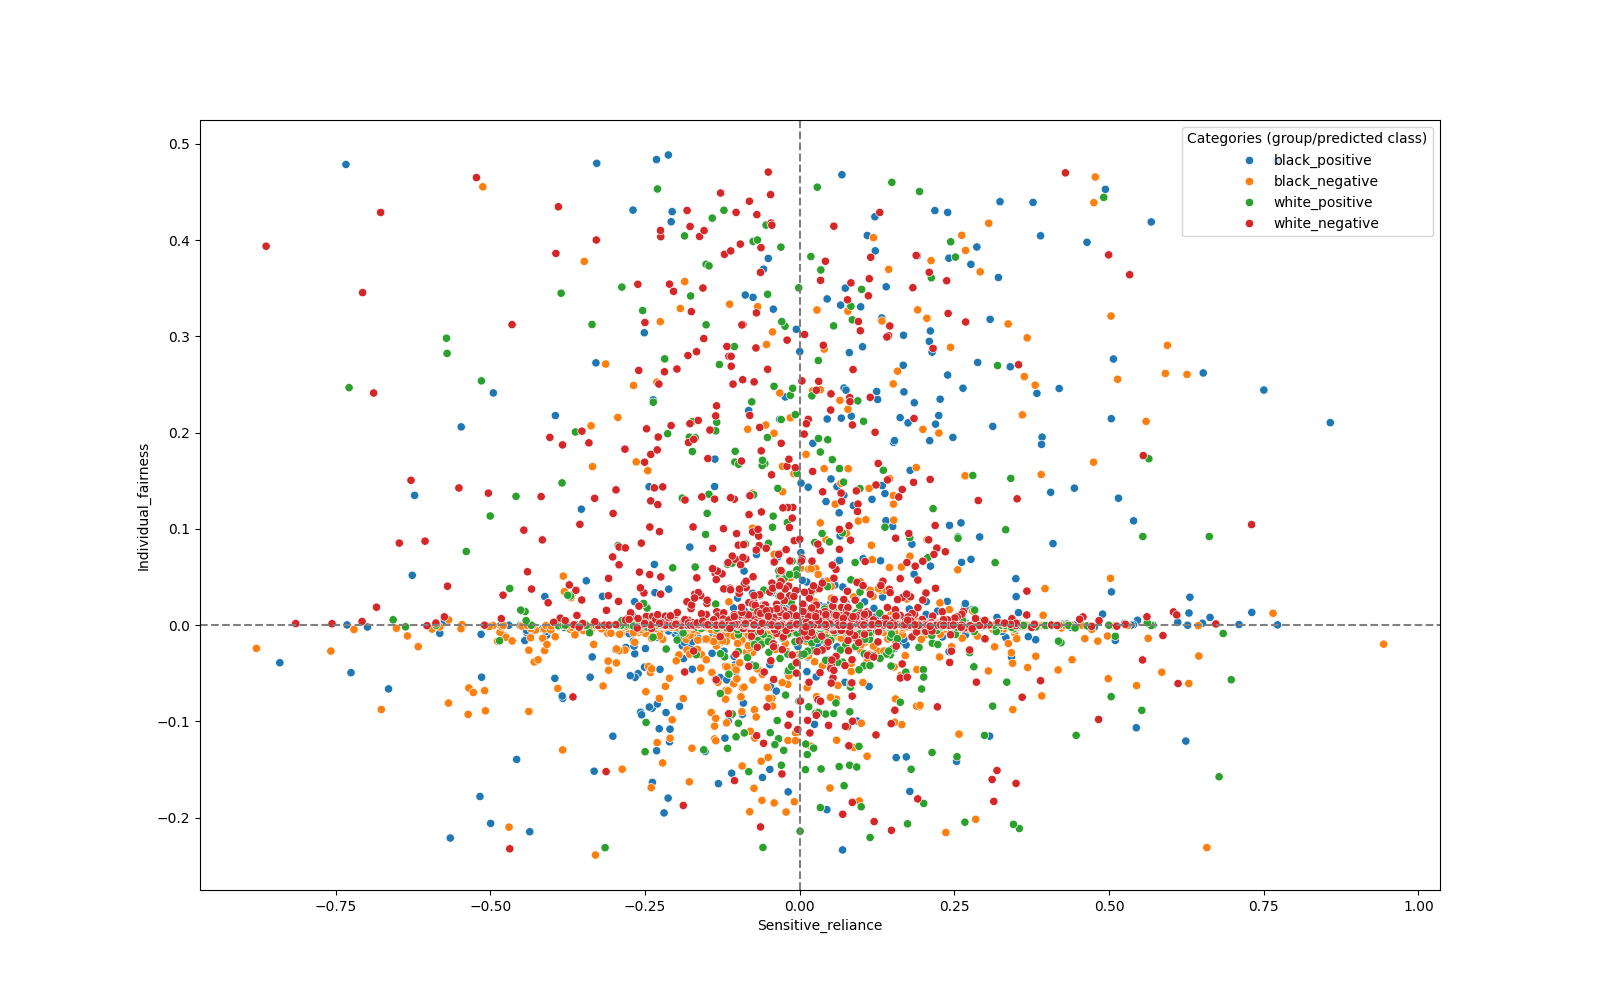 Categories (group/predicted class)
black_positive
black_negative
white_positive
white_negative
Individual_fairness
0.5
0.4
0.3
0.2
0.1
0.0
−0.1
−0.2
−0.75
−0.50
−0.25
0.00
0.25
0.50
0.75
1.00
Sensitive_reliance